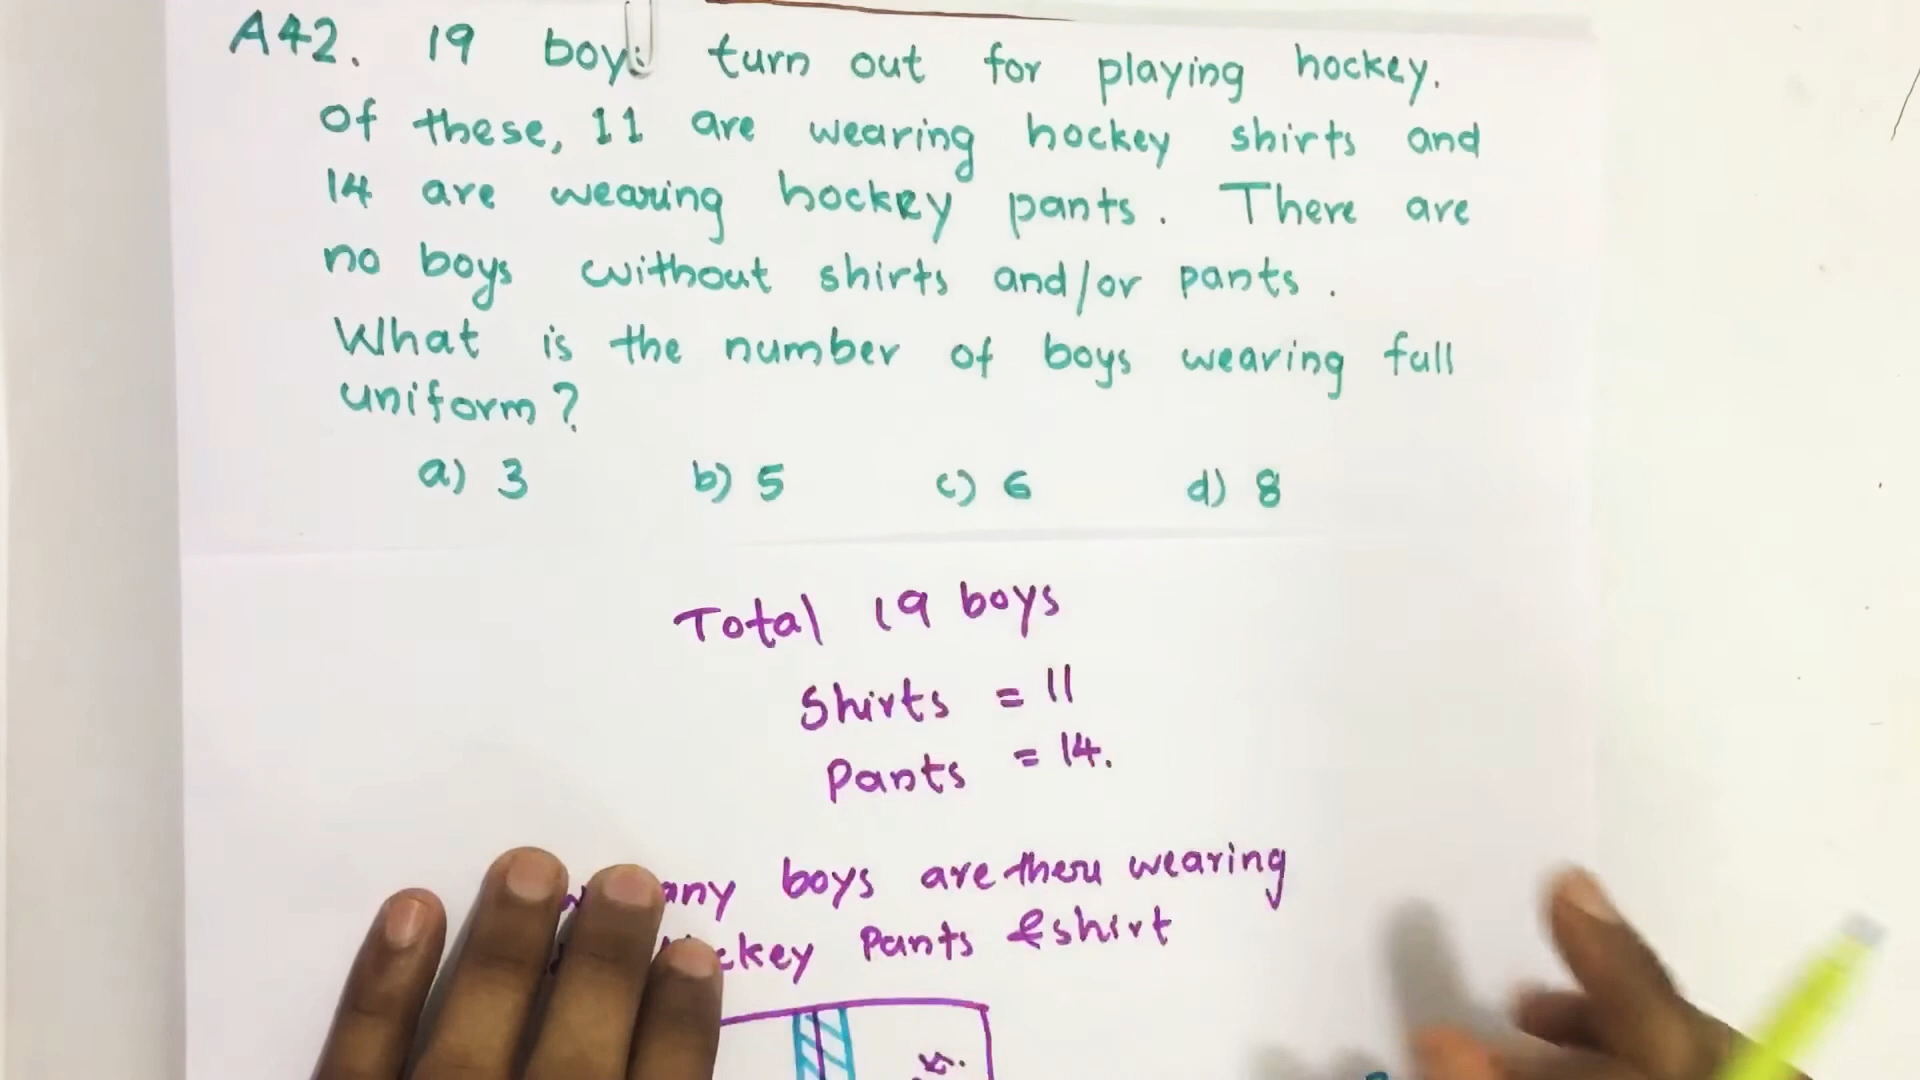 A42. 19 boys turn out for playing hockey.
Of these, 11 are wearing hockey shirts and
14 are wearing hockey pants. There are
no boys without shirts and/or pants.
What is the number of boys wearing full
uniform?
a) 3 b) 5 c) 6 d) 8
Total 19 boys
Shirts = 11
Pants = 14.
boys are there wearing
Pants & shirt